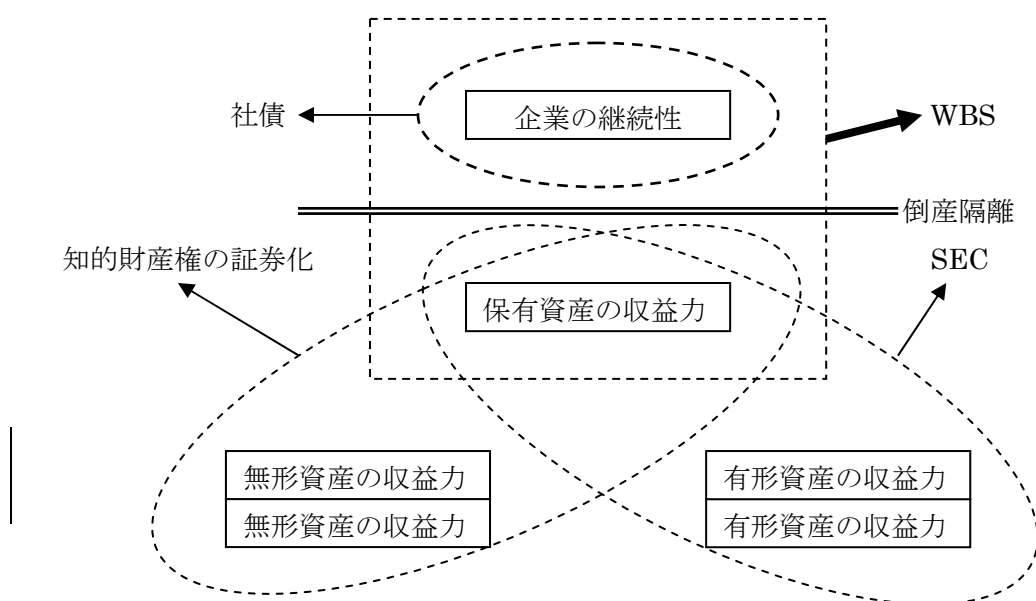 社債
企業の継続性
WBS
倒産隔離
知的財産権の証券化
SEC
保有資産の収益力
無形資産の収益力
無形資産の収益力
有形資産の収益力
有形資産の収益力